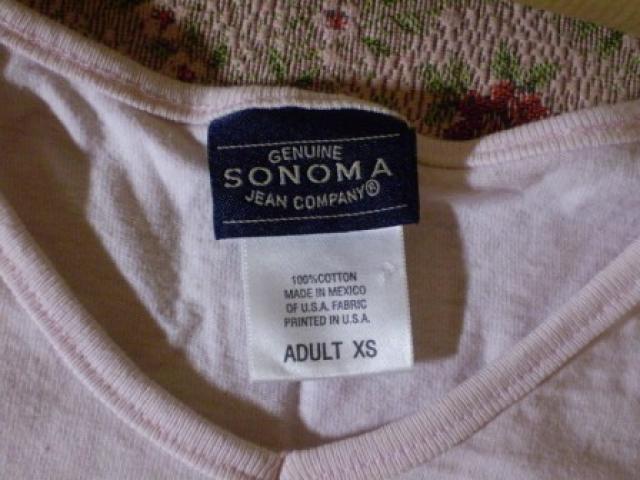 GENUINE
SONOMA
JEAN COMPANY®
100% COTTON
MADE IN MEXICO
OF U.S.A. FABRIC
PRINTED IN U.S.A.
ADULT XS